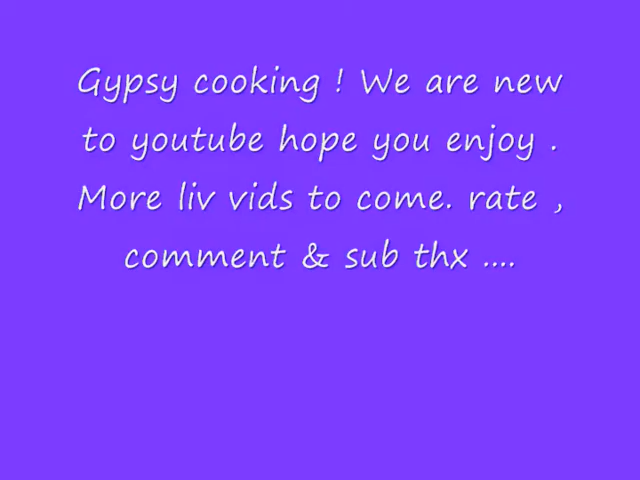 Gypsy cooking ! We are new
to youtube hope you enjoy .
More liv vids to come. rate ,
comment & sub thx ....